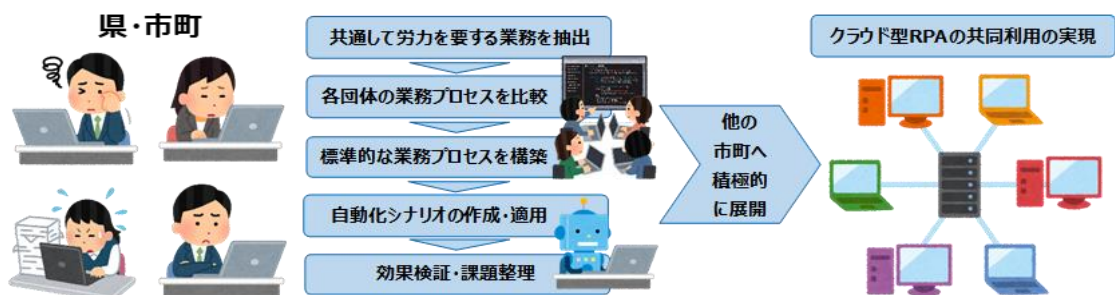 県・市町
共通して労力を要する業務を抽出
各団体の業務プロセスを比較
標準的な業務プロセスを構築
自動化シナリオの作成・適用
効果検証・課題整理
他の
市町へ
積極的
に展開
クラウド型RPAの共同利用の実現